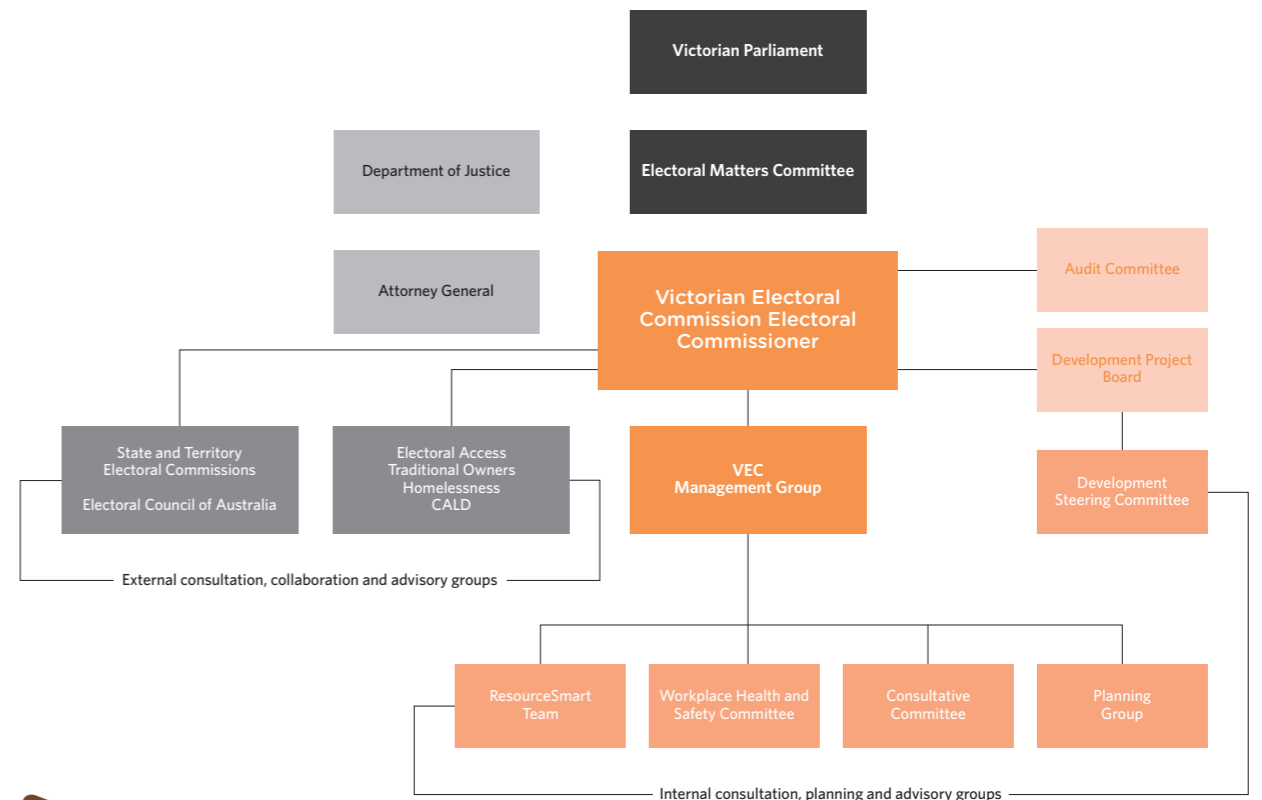 Victorian Parliament
Department of Justice
Electoral Matters Committee
Attorney General
Victorian Electoral
Commission Electoral
Commissioner
Audit Committee
Development Project
Board
State and Territory
Electoral Commissions
Electoral Council of Australia
Electoral Access
Traditional Owners
Homelessness
CALD
VEC
Management Group
Development
Steering Committee
External consultation, collaboration and advisory groups
ResourceSmart
Team
Workplace Health and
Safety Committee
Consultative
Committee
Planning
Group
Internal consultation, planning and advisory groups